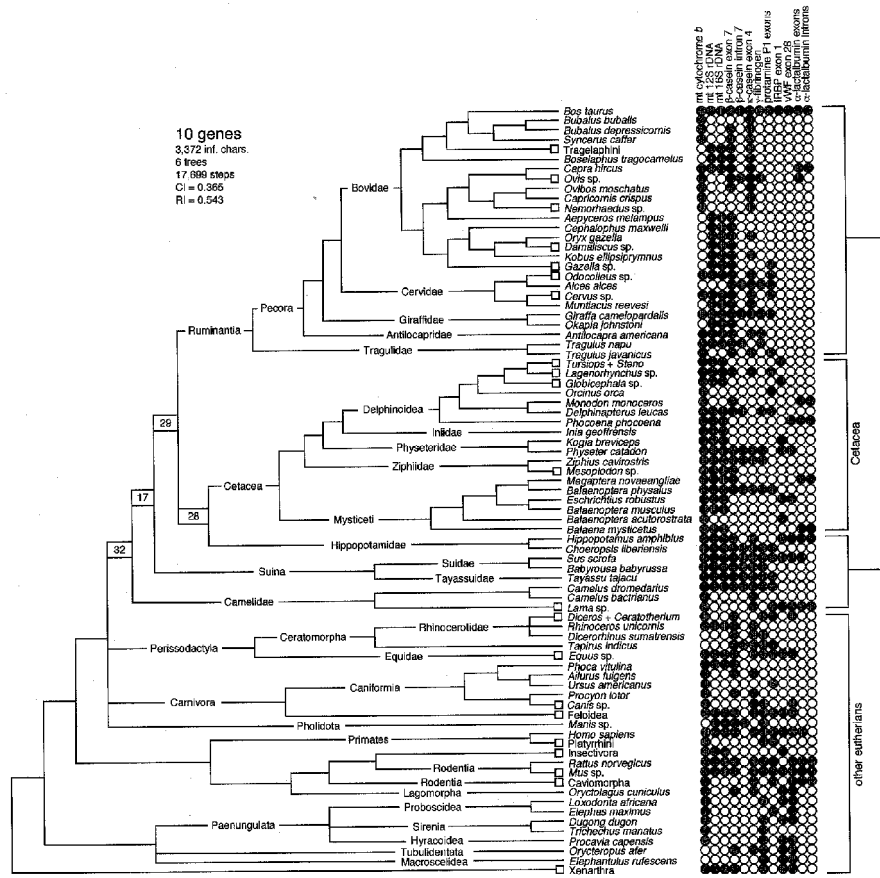 mt cytochrome b
mt 12S rDNA
mt 16S rDNA
β-casein exon 7
β-casein intron 7
κ-casein exon 4
γ-fibrinogen
protamine P1 exons
IRBP exon 1
vWF exon 28
α-lactalbumin exons
α-lactalbumin introns
10 genes
3,372 inf. chars.
6 trees
17,699 steps
CI = 0.365
RI = 0.543
Bos taurus
Bubalus bubalis
Bubalus depressicornis
Syncerus caffer
Tragelaphini
Boselaphus tragocamelus
Capra hircus
Ovis sp.
Bovidae
Ovibos moschatus
Capricornis crispus
Nemorhaedus sp.
Aepyceros melampus
Cephalophus maxwelli
Oryx gazella
Damaliscus sp.
Kobus ellipsiprymnus
Gazella sp.
Odocoileus sp.
Alces alces
Cervidae
Cervus sp.
Muntiacus reevesi
Pecora
Giraffidae
Giraffa camelopardalis
Okapia johnstoni
Ruminantia
Antilocapridae
Antilocapra americana
Tragulidae
Tragulus napu
Tragulus javanicus
Tursiops + Steno
Lagenorhynchus sp.
Globicephala sp.
Orcinus orca
Monodon monoceros
Delphinoidea
Delphinapterus leucas
Phocoena phocoena
29
Iniidae
Inia geoffrensis
Physeteridae
Kogia breviceps
Physeter catodon
Ziphiidae
Ziphius cavirostris
Mesoplodon sp.
Cetacea
Megaptera novaeangliae
Balaenoptera physalus
17
Eschrichtius robustus
Balaenoptera musculus
28
Mysticeti
Balaenoptera acutorostrata
Balaena mysticetus
Cetacea
Hippopotamidae
Hippopotamus amphibius
Choeropsis liberiensis
32
Suina
Suidae
Sus scrofa
Babyrousa babyrussa
Tayassuidae
Tayassu tajacu
Camelidae
Camelus dromedarius
Camelus bactrianus
Lama sp.
Diceros + Ceratotherium
Rhinocerotidae
Rhinoceros unicornis
Ceratomorpha
Dicerorhinus sumatrensis
Perissodactyla
Tapirus indicus
Equidae
Equus sp.
Phoca vitulina
Ailurus fulgens
Caniformia
Ursus americanus
Procyon lotor
Carnivora
Canis sp.
Feloidea
Pholidota
Manis sp.
Primates
Homo sapiens
Platyrrhini
Insectivora
Rodentia
Rattus norvegicus
Mus sp.
Rodentia
Caviomorpha
Lagomorpha
Oryctolagus cuniculus
Proboscidea
Loxodonta africana
Elephas maximus
Paenungulata
Sirenia
Dugong dugon
Trichechus manatus
Hyracoidea
Procavia capensis
Tubulidentata
Orycteropus afer
Macroscelidea
Elephantulus rufescens
Xenarthra
other eutherians